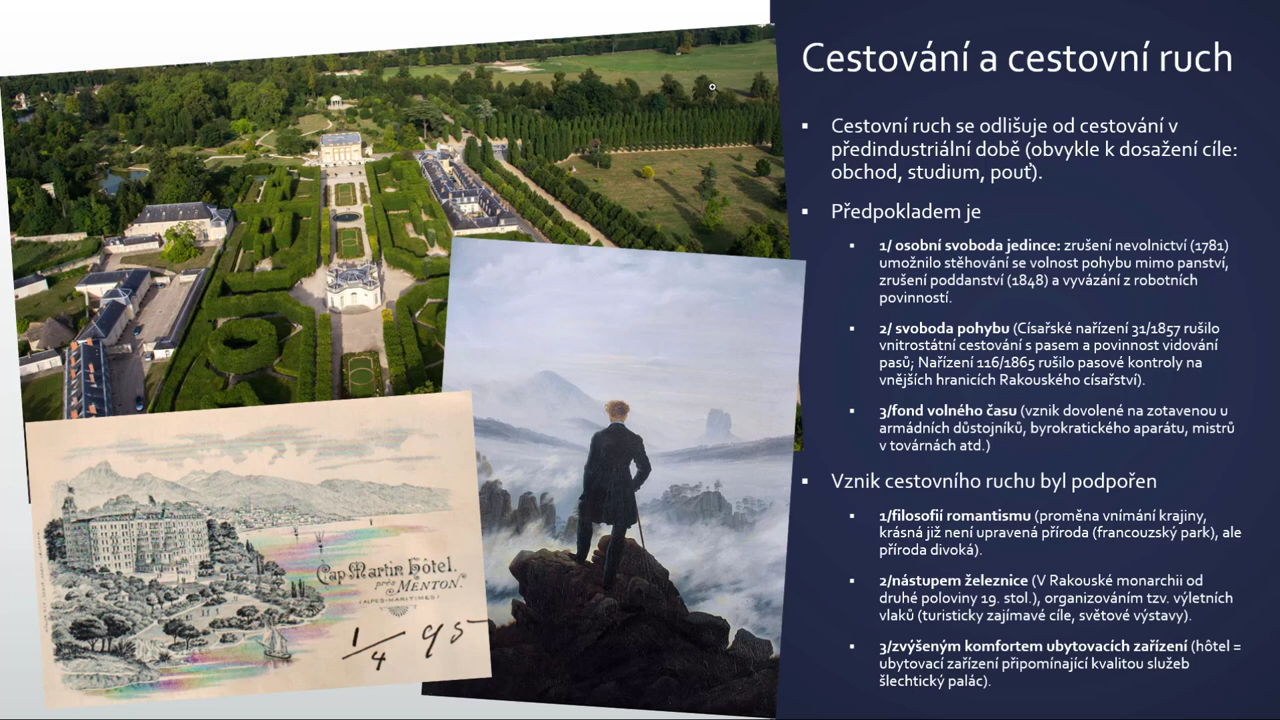 Cestování a cestovní ruch
▪ Cestovní ruch se odlišuje od cestování v
předindustriální době (obvykle k dosažení cíle:
obchod, studium, pouť).
▪ Předpokladem je
▪ 1/ osobní svoboda jedince: zrušení nevolnictví (1781)
umožnilo stěhování se volnost pohybu mimo panství,
zrušení poddanství (1848) a vyvázání z robotních
povinností.
▪ 2/ svoboda pohybu (Císařské nařízení 31/1857 rušilo
vnitrostátní cestování s pasem a povinnost vidování
pasů; Nařízení 116/1865 rušilo pasové kontroly na
vnějších hranicích Rakouského císařství).
▪ 3/fond volného času (vznik dovolené na zotavenou u
armádních důstojníků, byrokratického aparátu, mistrů
v továrnách atd.)
▪ Vznik cestovního ruchu byl podpořen
▪ 1/filosofií romantismu (proměna vnímání krajiny,
krásná již není upravená příroda (francouzský park), ale
příroda divoká).
▪ 2/nástupem železnice (V Rakouské monarchii od
druhé poloviny 19. stol.), organizováním tzv. výletních
vlaků (turisticky zajímavé cíle, světové výstavy).
▪ 3/zvýšeným komfortem ubytovacích zařízení (hôtel =
ubytovací zařízení připomínající kvalitou služeb
šlechtický palác).
Cap Martin Hôtel.
près MENTON.
(ALPES-MARITIMES)
1/4 95